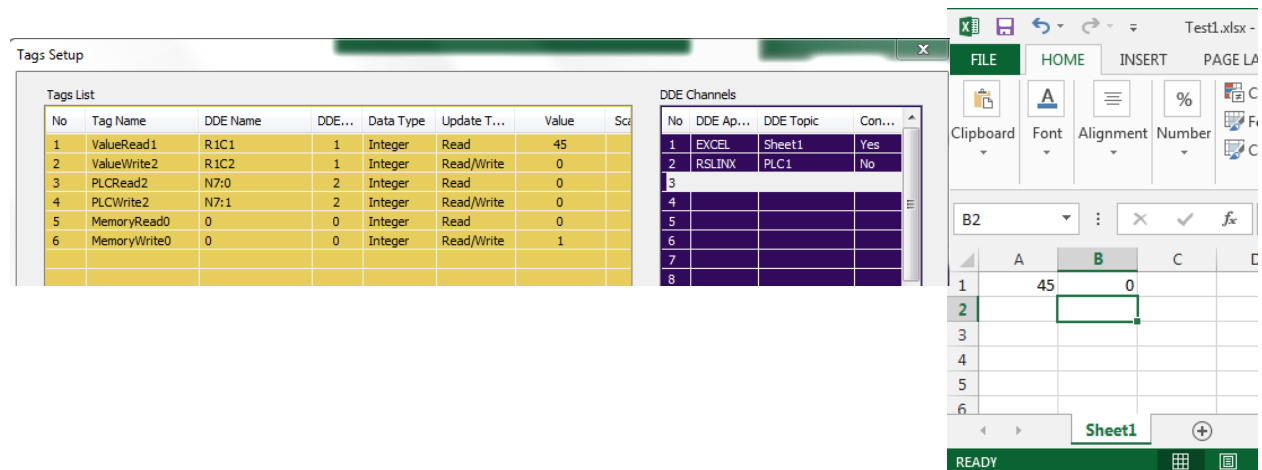 Tags Setup
x
Tags List
No Tag Name DDE Name DDE... Data Type Update T... Value Sca
1 ValueRead1 R1C1 1 Integer Read 45
2 ValueWrite2 R1C2 1 Integer Read/Write 0
3 PLCRead2 N7:0 2 Integer Read 0
4 PLCWrite2 N7:1 2 Integer Read/Write 0
5 MemoryRead0 0 0 Integer Read 0
6 MemoryWrite0 0 0 Integer Read/Write 1
DDE Channels
No DDE Ap... DDE Topic Con...
1 EXCEL Sheet1 Yes
2 RSLINX PLC1 No
3
4
5
6
7
8
Test1.xlsx -
FILE HOME INSERT PAGE LA
Clipboard Font Alignment Number
% C
F
C
B2 fx
A B C D
1 45 0
2
3
4
5
6
Sheet1
READY